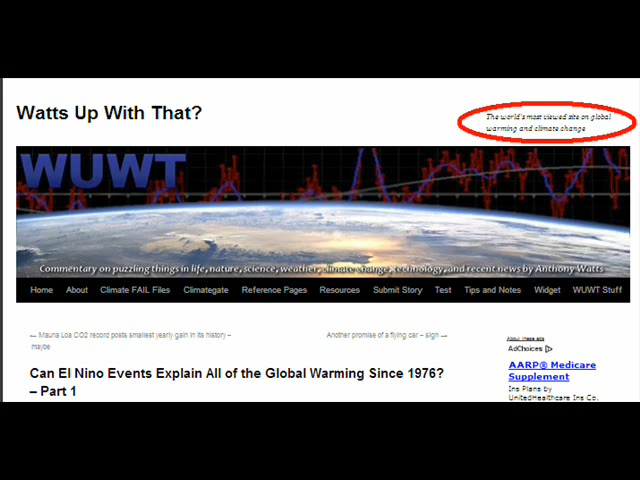 Watts Up With That?
The world's most viewed site on global
warming and climate change
WUWT
Commentary on puzzling things in life, nature, science, weather, climate change, technology, and recent news by Anthony Watts
Home About Climate FAIL Files Climategate Reference Pages Resources Submit Story Test Tips and Notes Widget WUWT Stuff
← Mauna Loa CO2 record posts smallest yearly gain in its history –
maybe
Another promise of a flying car – sigh →
Can El Nino Events Explain All of the Global Warming Since 1976?
– Part 1
About these ads
AdChoices
AARP® Medicare
Supplement
Ins Plans by
UnitedHealthcare Ins Co.